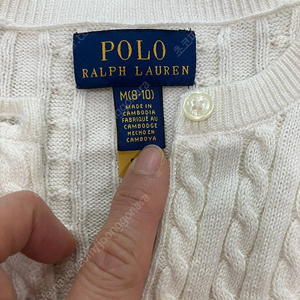 POLO
RALPH LAUREN
M(8-10)
MADE IN
CAMBODIA
FABRIQUÉ AU
CAMBODGE
HECHO EN
CAMBOYA